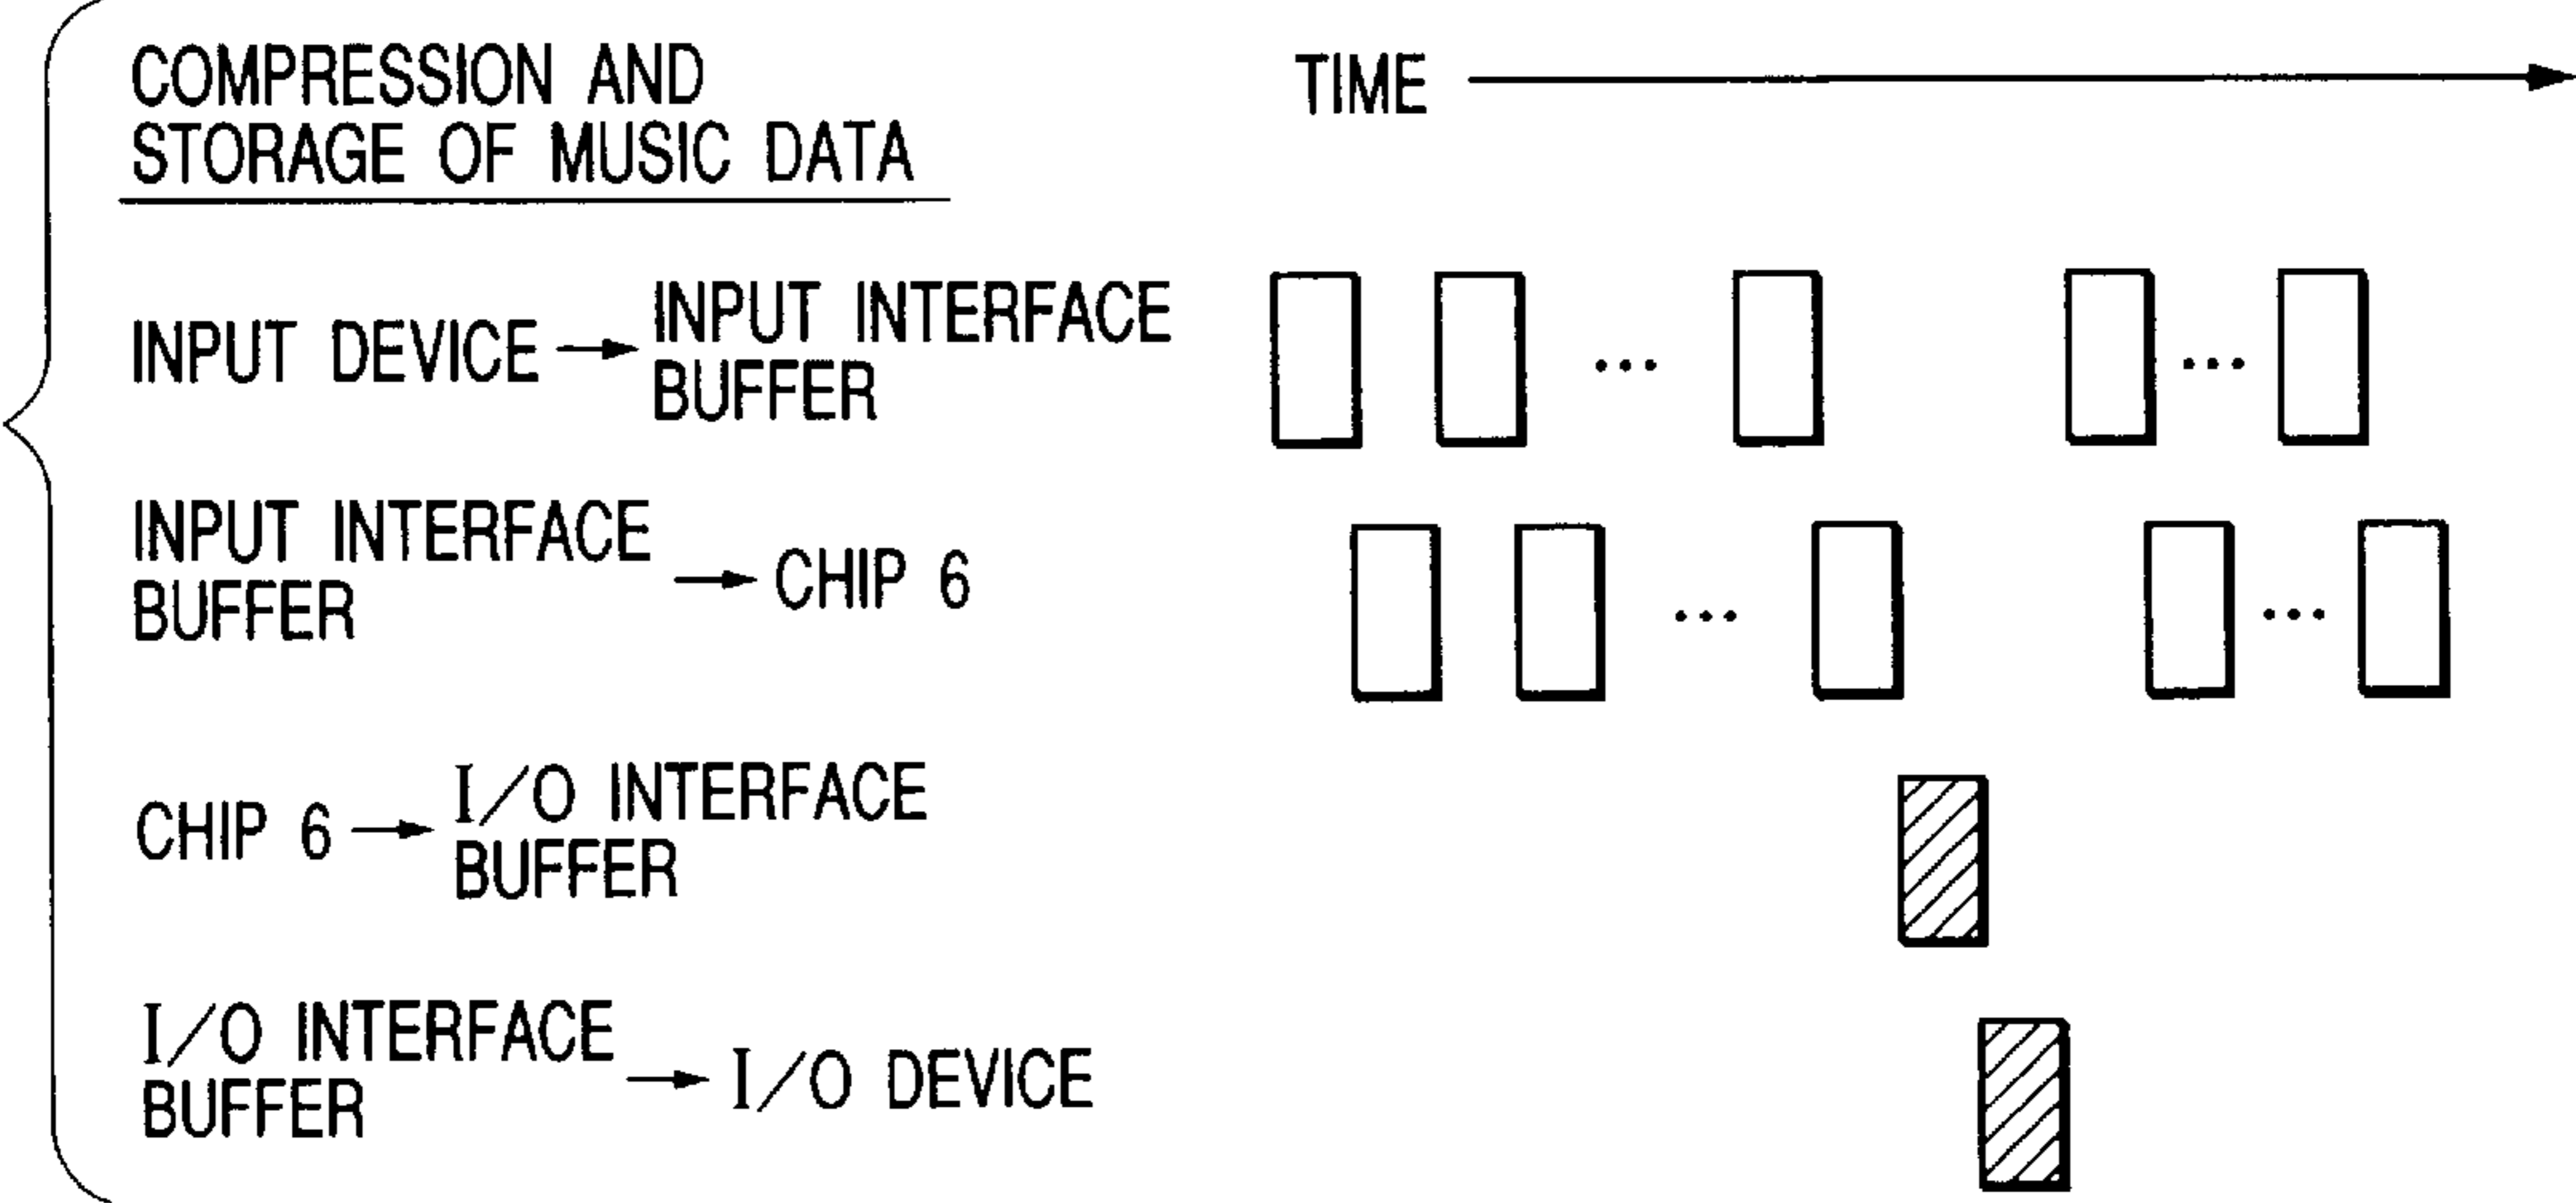 COMPRESSION AND
STORAGE OF MUSIC DATA
TIME
INPUT DEVICE → INPUT INTERFACE
BUFFER
INPUT INTERFACE
BUFFER → CHIP 6
CHIP 6 → I/O INTERFACE
BUFFER
I/O INTERFACE
BUFFER → I/O DEVICE